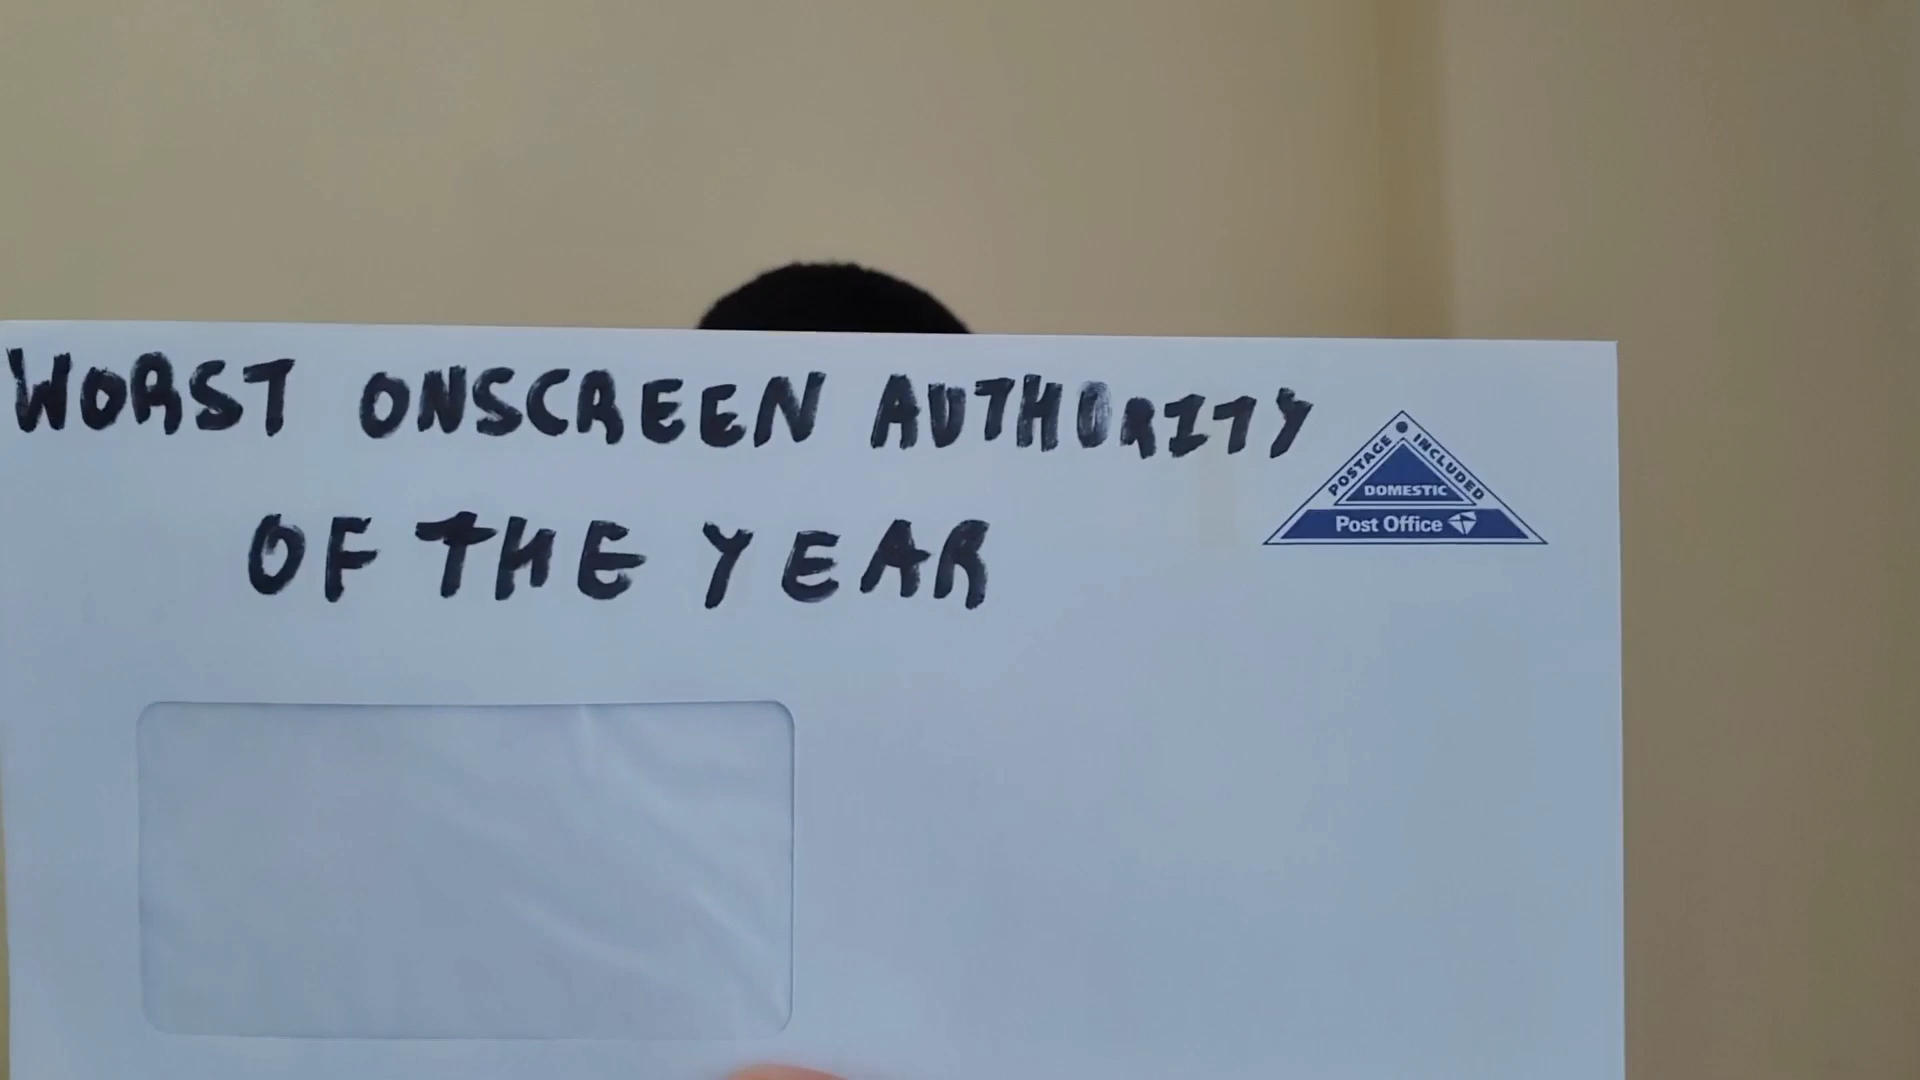 WORST ONSCREEN AUTHORITY
OF THE YEAR
POSTAGE INCLUDED
DOMESTIC
Post Office